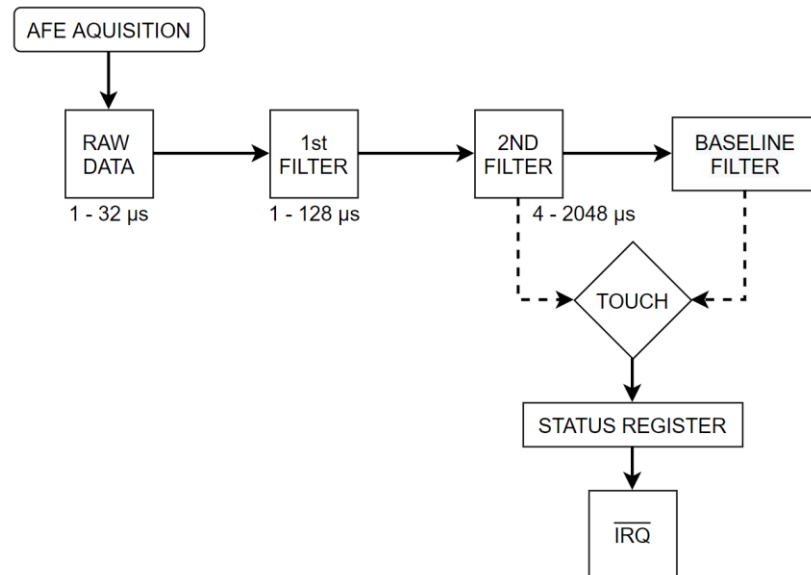 AFE AQUISITION
RAW
DATA
1 - 32 µs
1st
FILTER
1 - 128 µs
2ND
FILTER
4 - 2048 µs
BASELINE
FILTER
TOUCH
STATUS REGISTER
I̅R̅Q̅